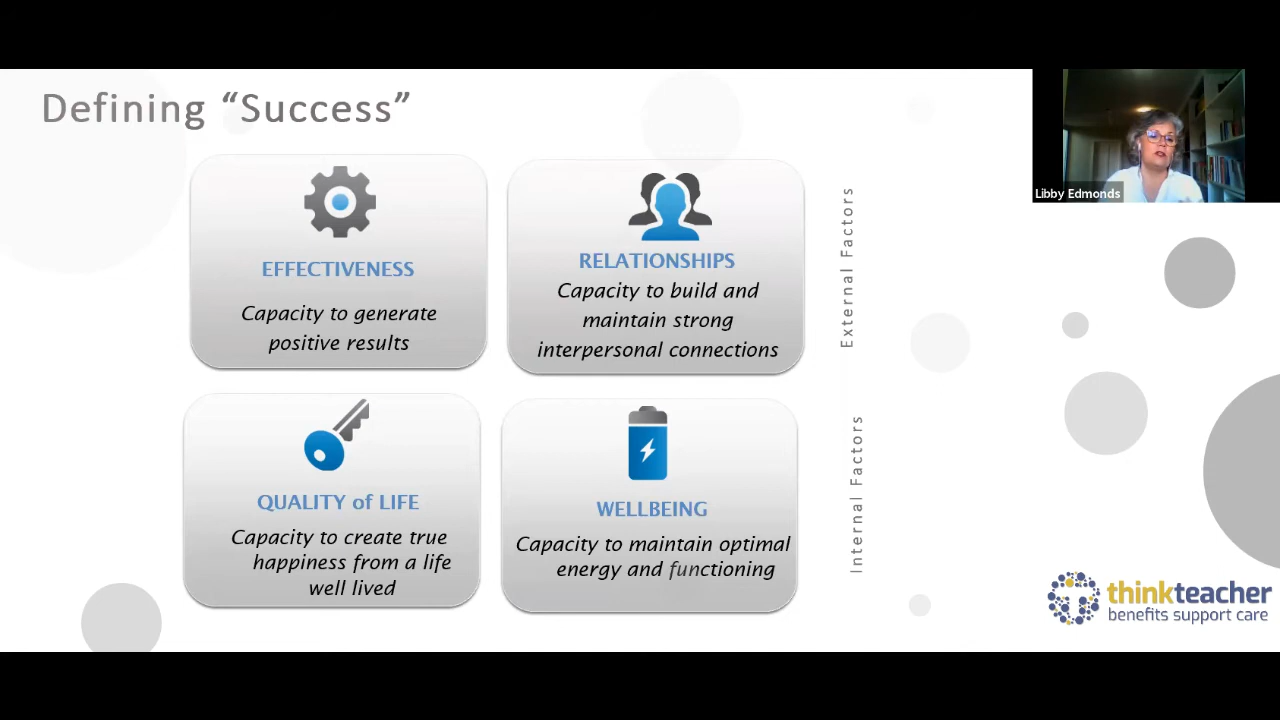 Defining “Success”
Libby Edmonds
EFFECTIVENESS
Capacity to generate
positive results
RELATIONSHIPS
Capacity to build and
maintain strong
interpersonal connections
External Factors
QUALITY of LIFE
Capacity to create true
happiness from a life
well lived
WELLBEING
Capacity to maintain optimal
energy and functioning
Internal Factors
thinkteacher
benefits support care